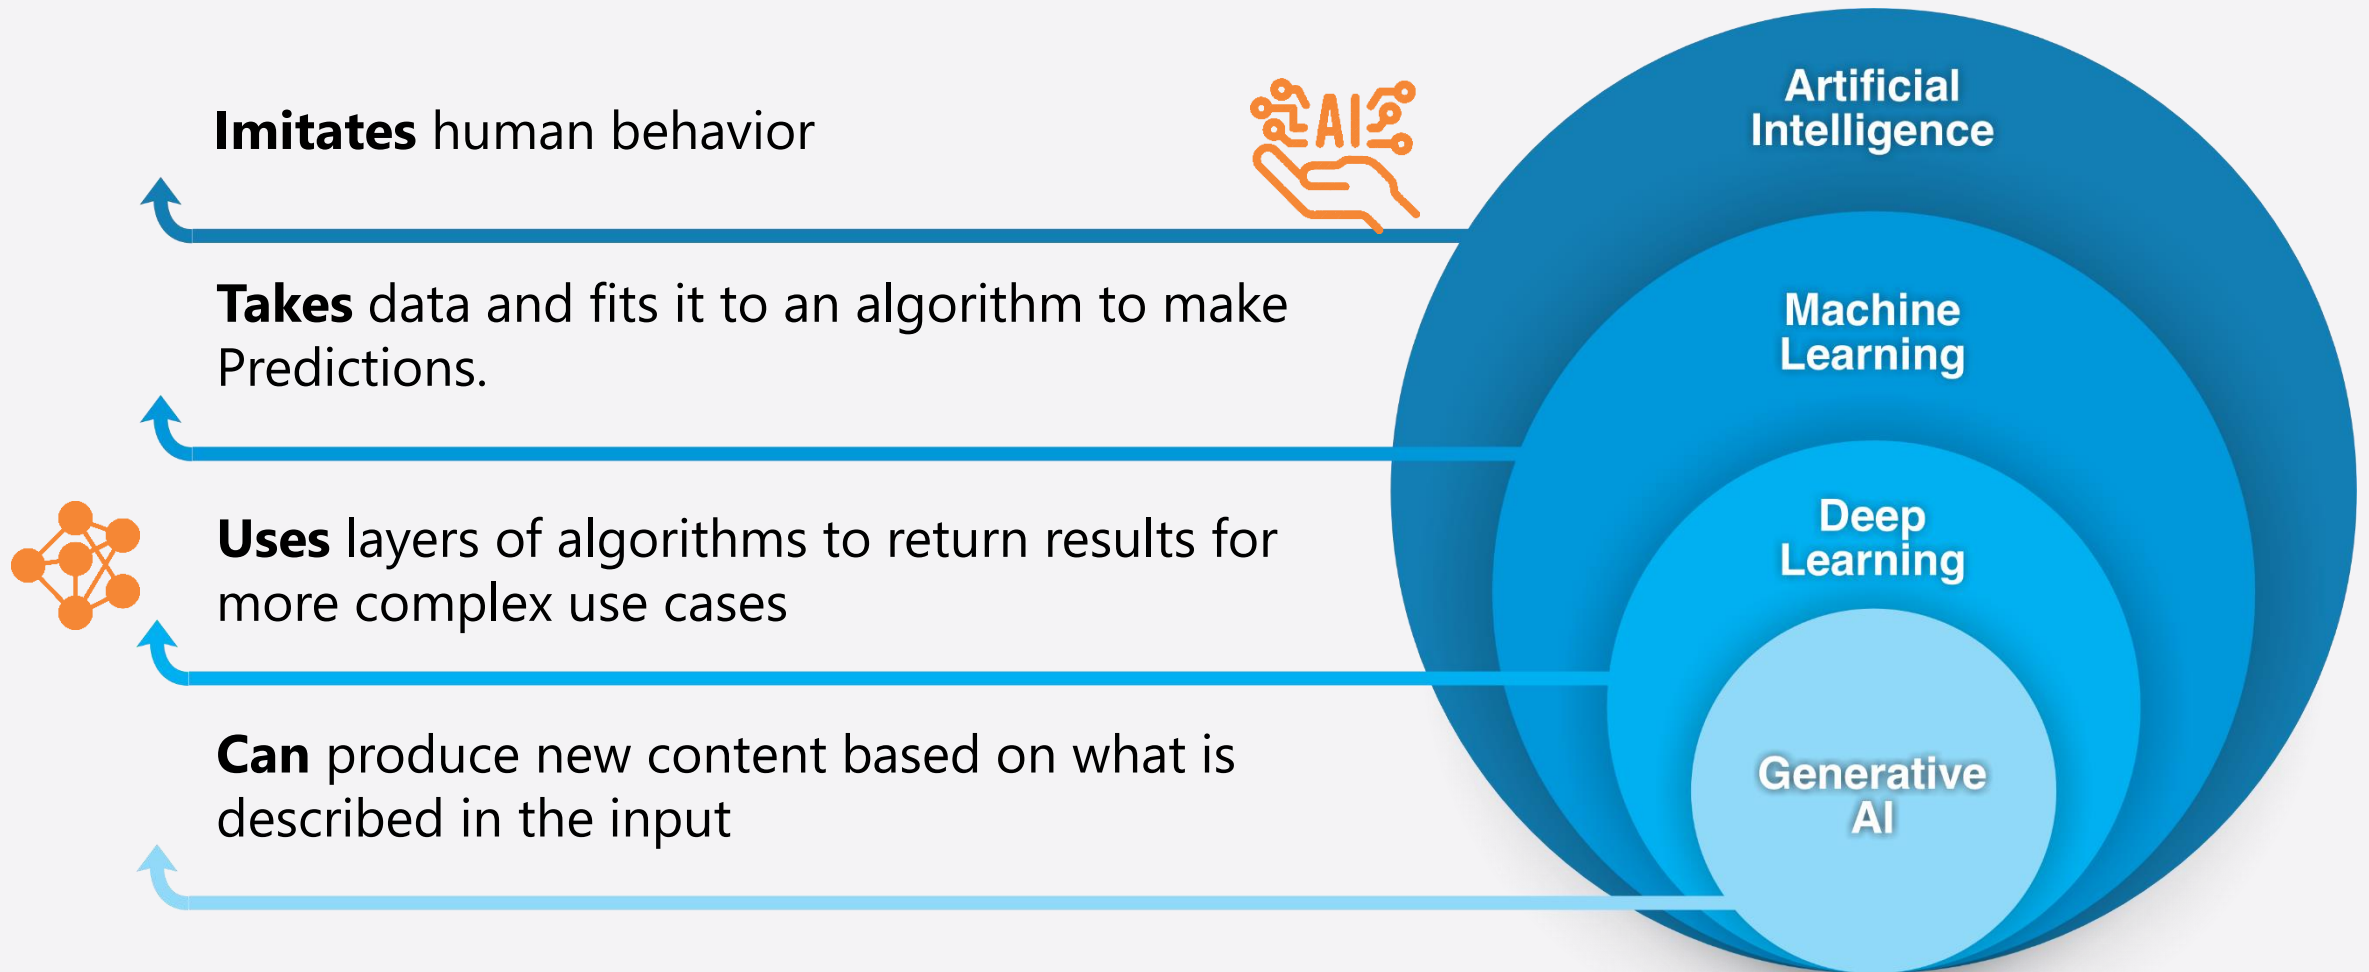 Imitates human behavior
AI
Artificial
Intelligence
Takes data and fits it to an algorithm to make
Predictions.
Machine
Learning
Uses layers of algorithms to return results for
more complex use cases
Deep
Learning
Can produce new content based on what is
described in the input
Generative
AI